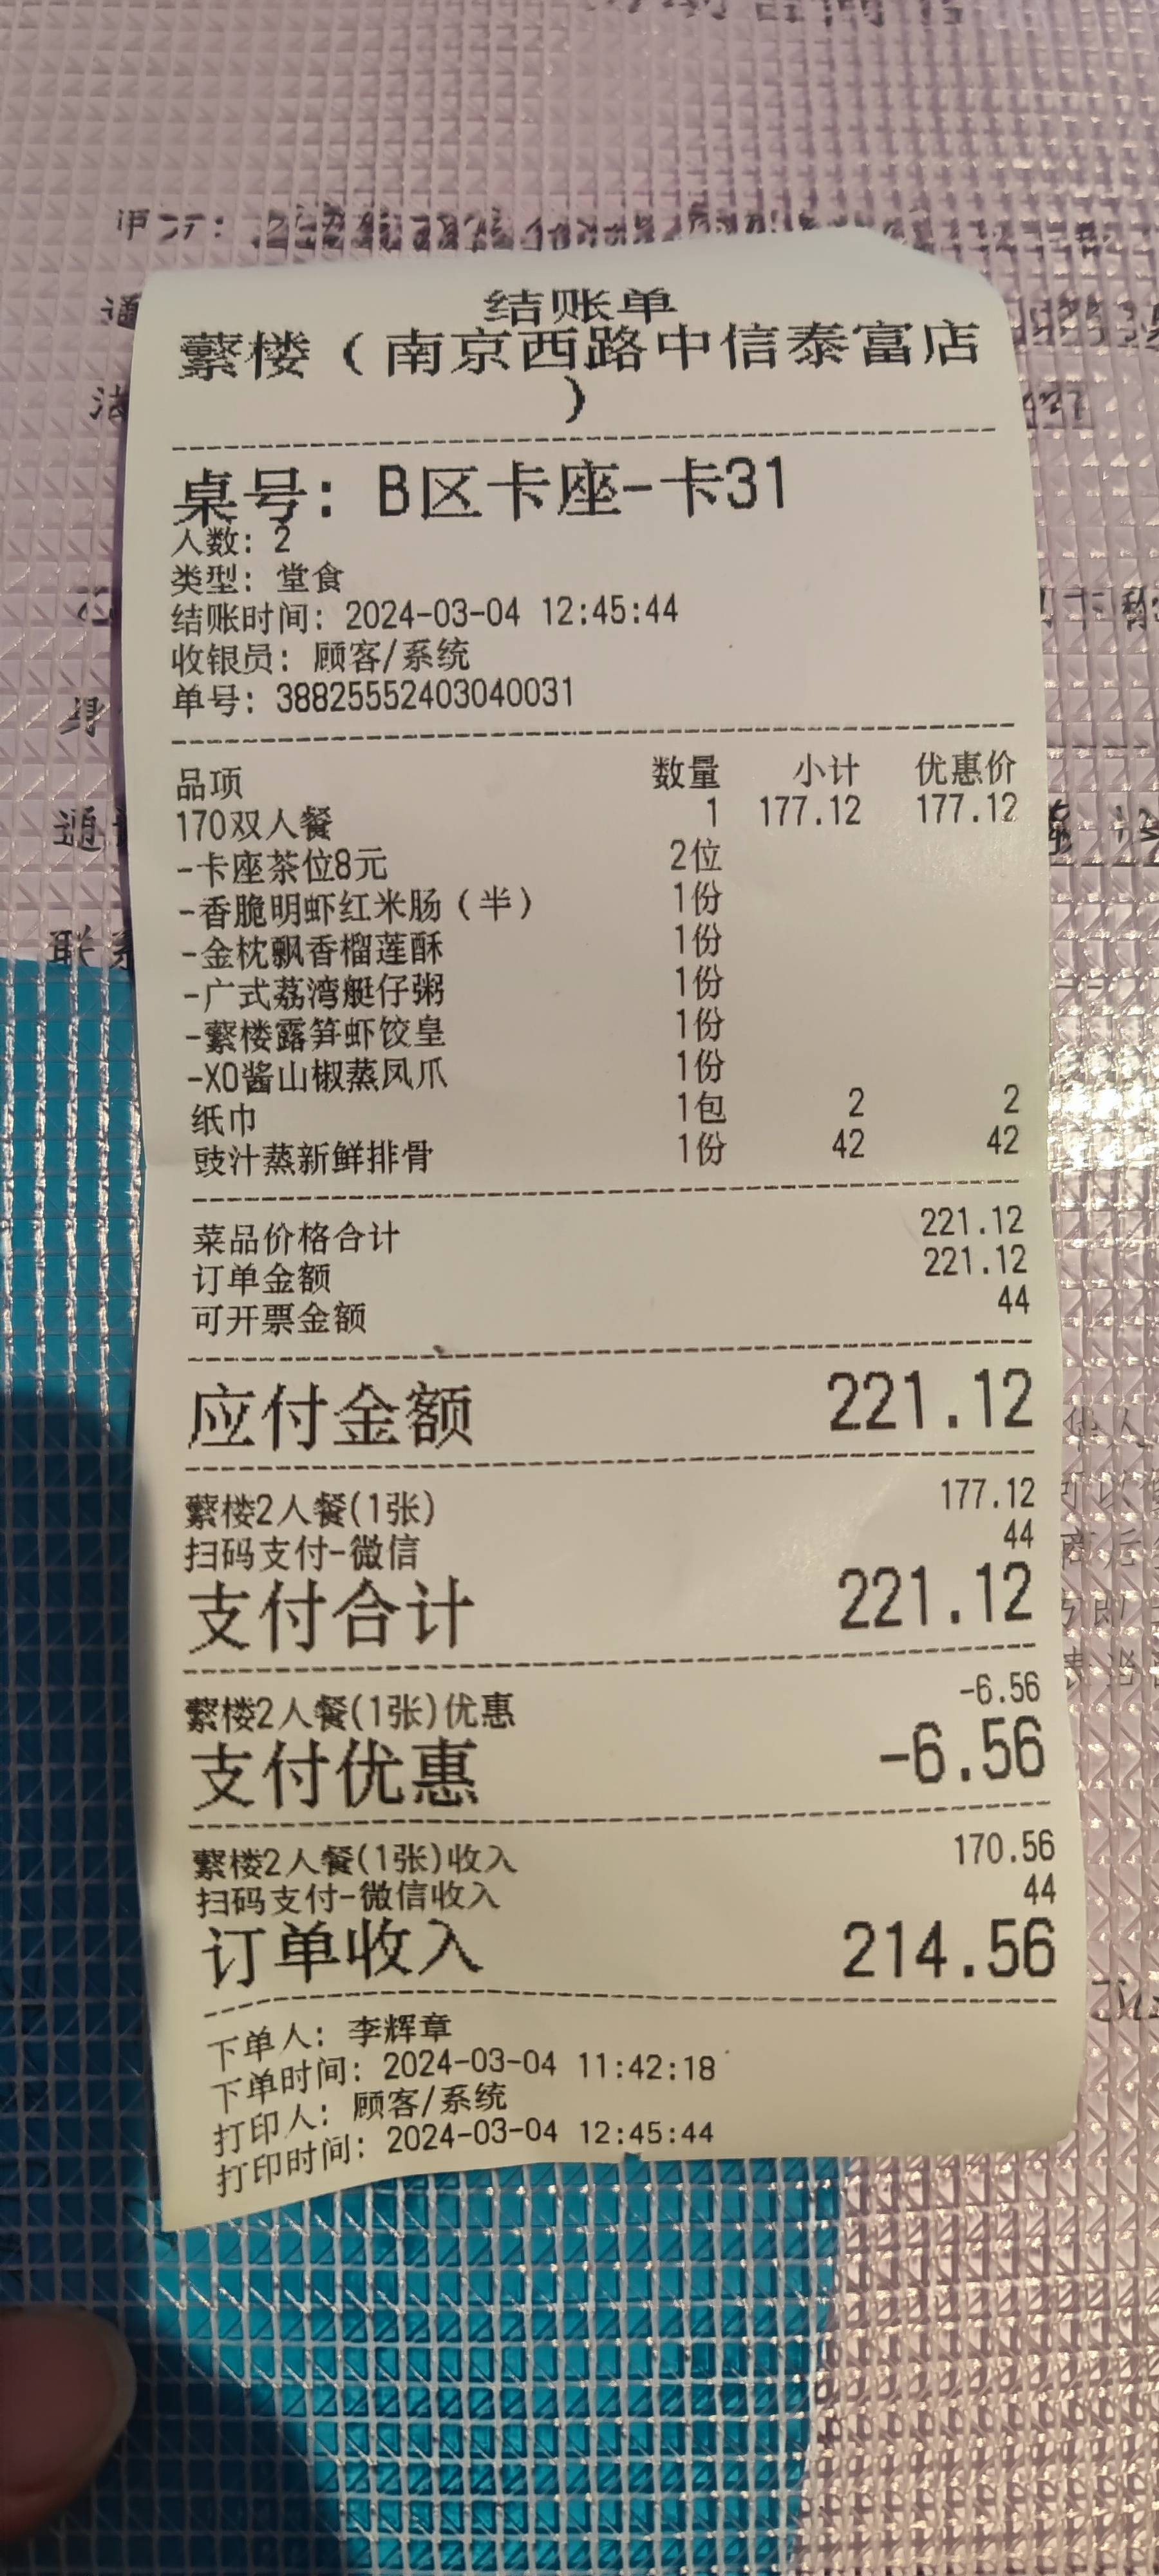 结账单
蘩楼（南京西路中信泰富店
）
桌号：B区卡座-卡31
人数：2
类型：堂食
结账时间：2024-03-04 12:45:44
收银员：顾客/系统
单号：38825552403040031
品项 数量 小计 优惠价
170双人餐 1 177.12 177.12
-卡座茶位8元 2位
-香脆明虾红米肠（半） 1份
-金枕飘香榴莲酥 1份
-广式荔湾艇仔粥 1份
-蘩楼露笋虾饺皇 1份
-XO酱山椒蒸凤爪 1份
纸巾 1包 2 2
豉汁蒸新鲜排骨 1份 42 42
菜品价格合计 221.12
订单金额 221.12
可开票金额 44
应付金额 221.12
蘩楼2人餐(1张) 177.12
扫码支付-微信 44
支付合计 221.12
蘩楼2人餐(1张)优惠 -6.56
支付优惠 -6.56
蘩楼2人餐(1张)收入 170.56
扫码支付-微信收入 44
订单收入 214.56
下单人：李辉章
下单时间：2024-03-04 11:42:18
打印人：顾客/系统
打印时间：2024-03-04 12:45:44